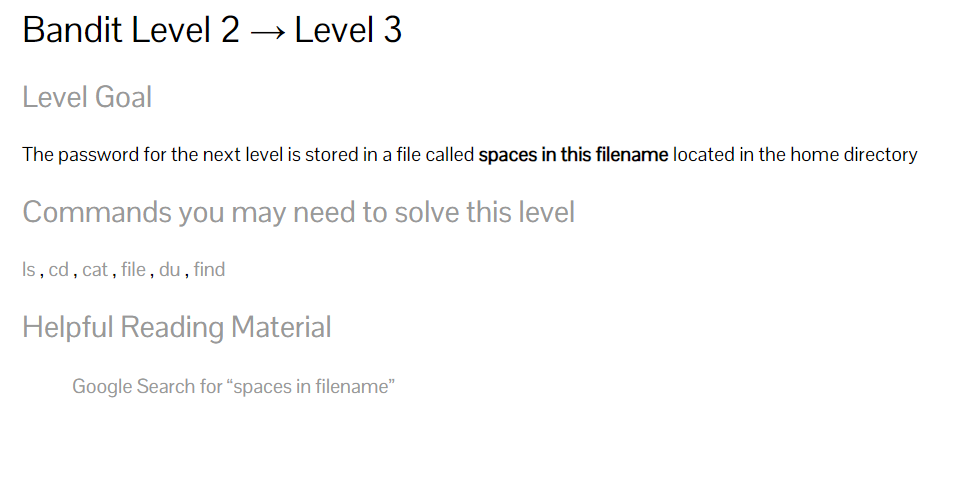 Bandit Level 2 → Level 3
Level Goal
The password for the next level is stored in a file called spaces in this filename located in the home directory
Commands you may need to solve this level
ls , cd , cat , file , du , find
Helpful Reading Material
Google Search for “spaces in filename”